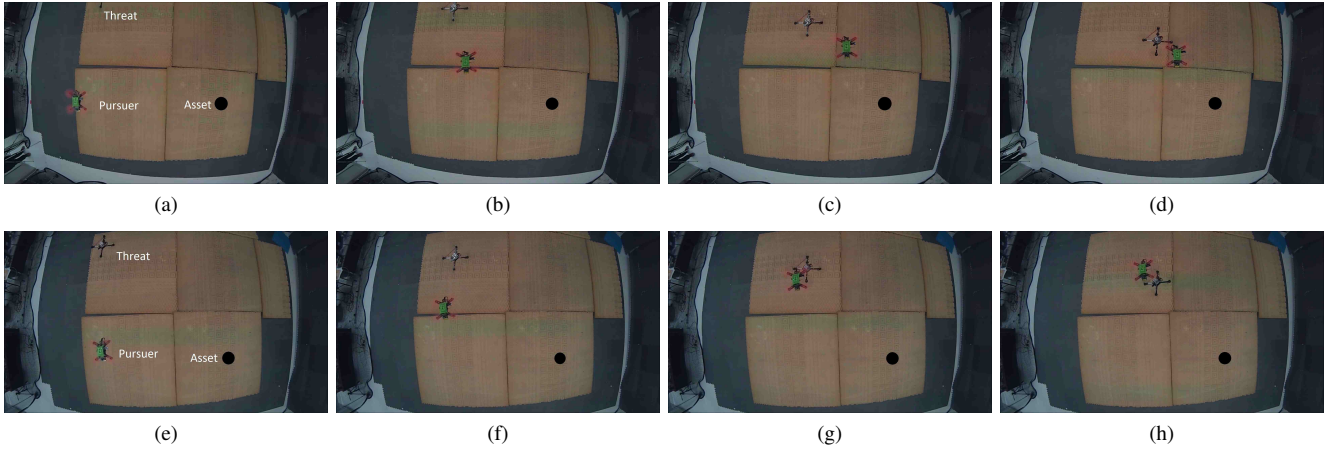 Threat
Pursuer
Asset
(a)
(b)
(c)
(d)
Threat
Pursuer
Asset
(e)
(f)
(g)
(h)